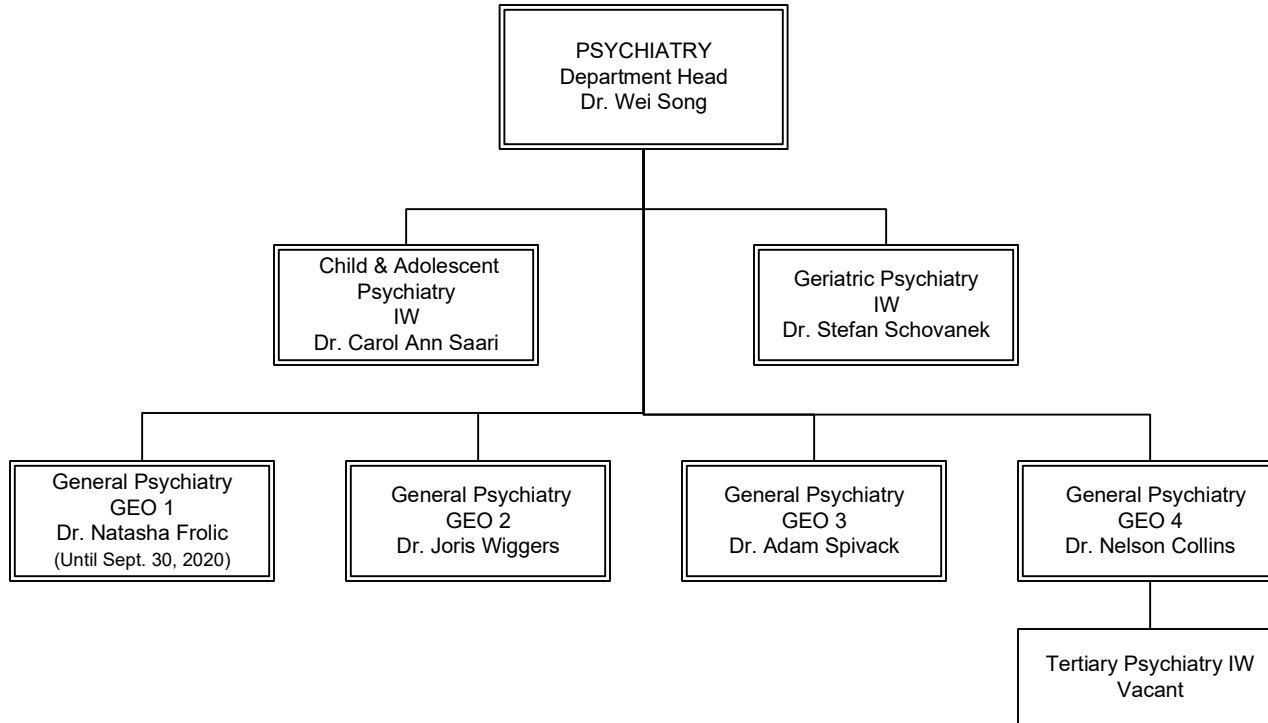 PSYCHIATRY
Department Head
Dr. Wei Song
Child & Adolescent
Psychiatry
IW
Dr. Carol Ann Saari
Geriatric Psychiatry
IW
Dr. Stefan Schovanek
General Psychiatry
GEO 1
Dr. Natasha Frolic
(Until Sept. 30, 2020)
General Psychiatry
GEO 2
Dr. Joris Wiggers
General Psychiatry
GEO 3
Dr. Adam Spivack
General Psychiatry
GEO 4
Dr. Nelson Collins
Tertiary Psychiatry IW
Vacant